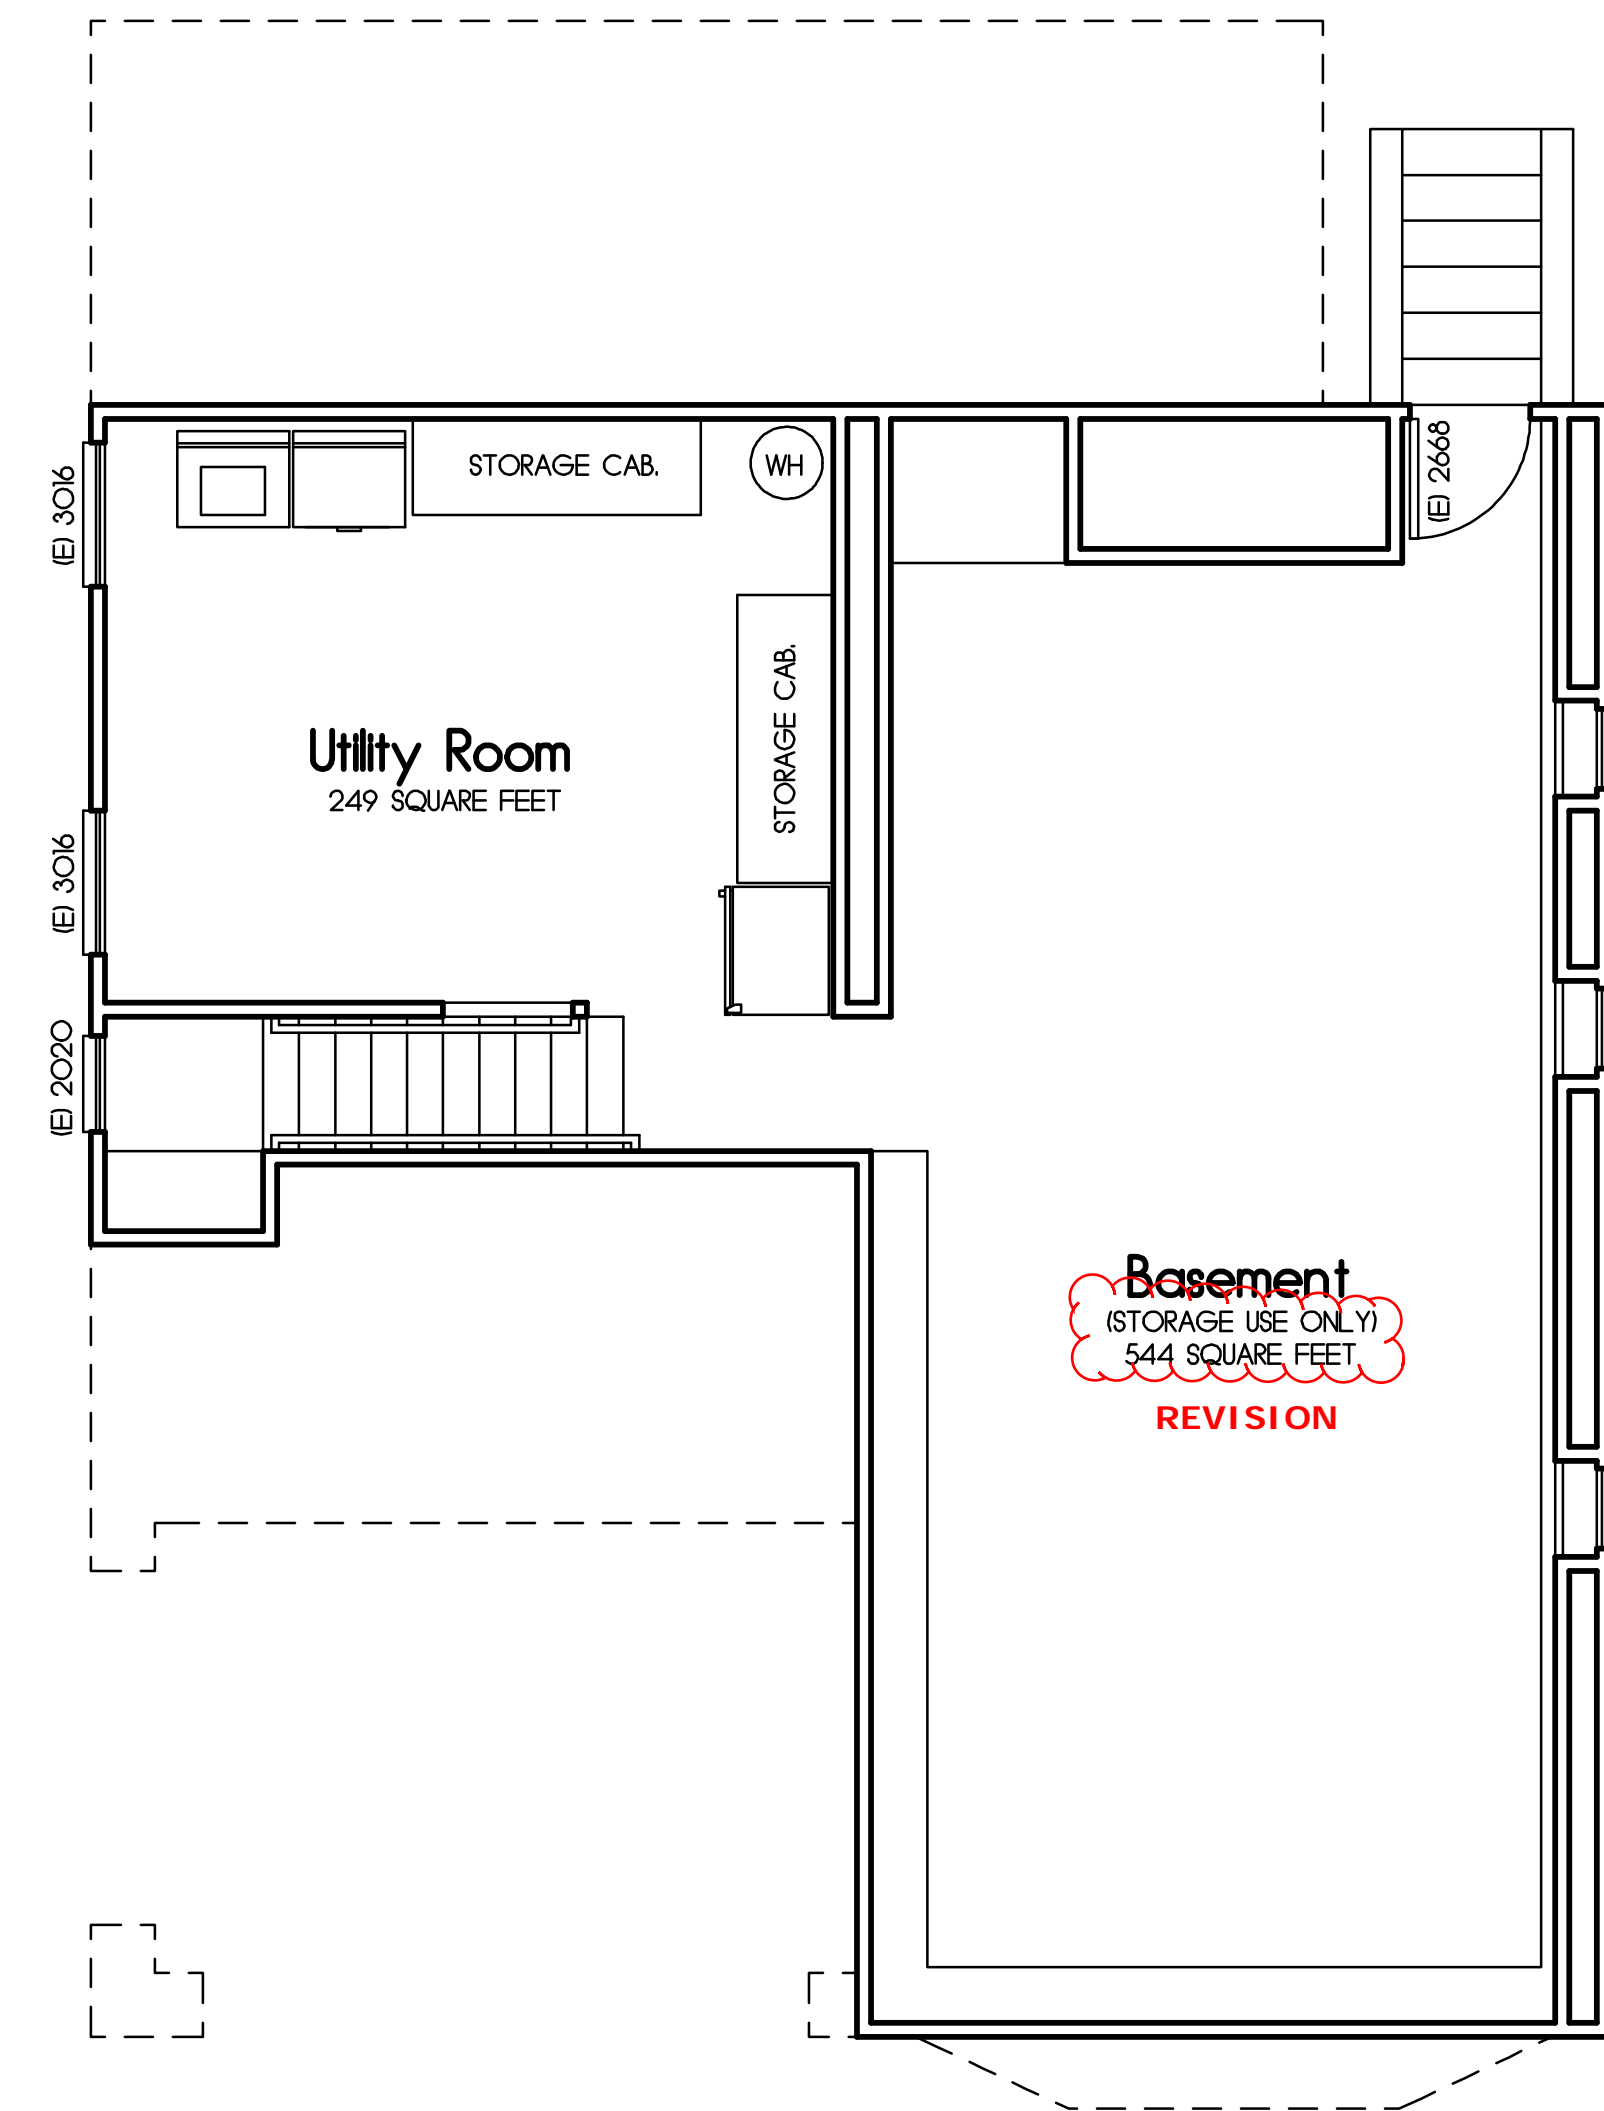 STORAGE CAB.
WH
(E) 2668
(E) 3016
STORAGE CAB.
Utility Room
249 SQUARE FEET
(E) 3016
(E) 2020
Basement
(STORAGE USE ONLY)
544 SQUARE FEET
REVISION